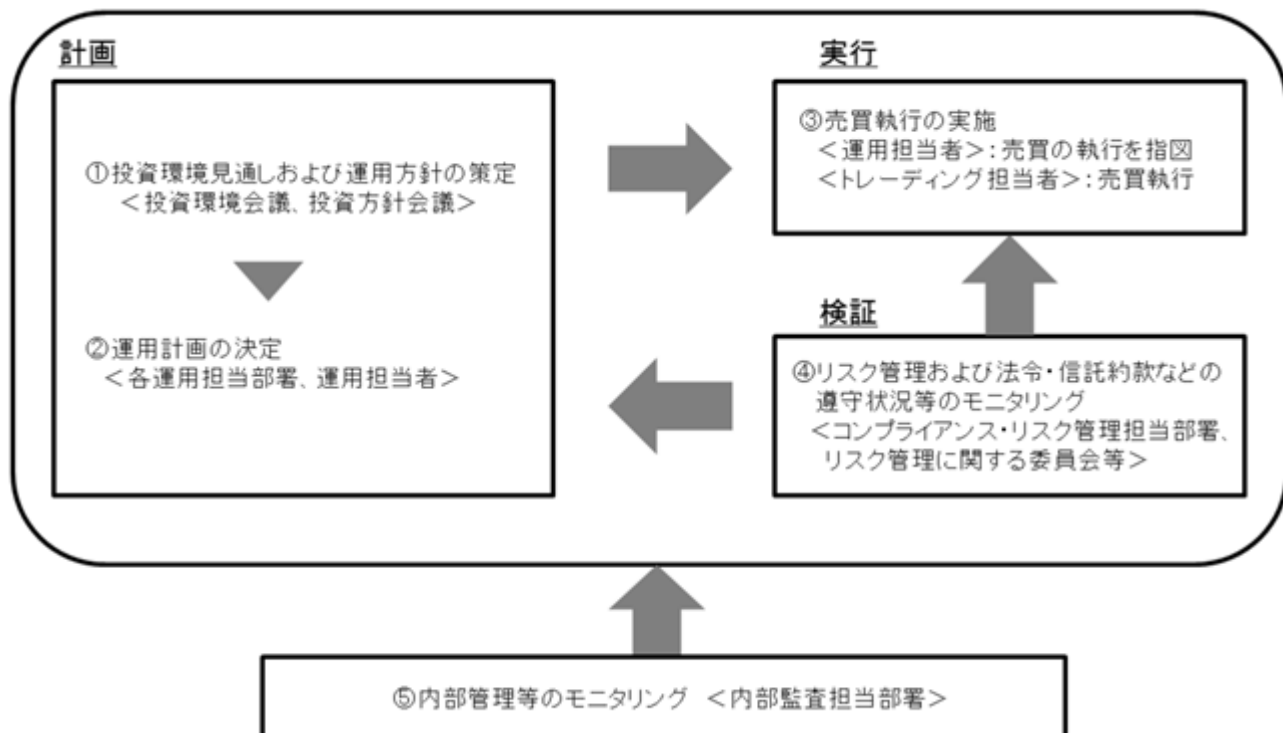 計画
①投資環境見通しおよび運用方針の策定
＜投資環境会議、投資方針会議＞
②運用計画の決定
＜各運用担当部署、運用担当者＞
実行
③売買執行の実施
＜運用担当者＞：売買の執行を指図
＜トレーディング担当者＞：売買執行
検証
④リスク管理および法令・信託約款などの
遵守状況等のモニタリング
＜コンプライアンス・リスク管理担当部署、
リスク管理に関する委員会等＞
⑤内部管理等のモニタリング ＜内部監査担当部署＞